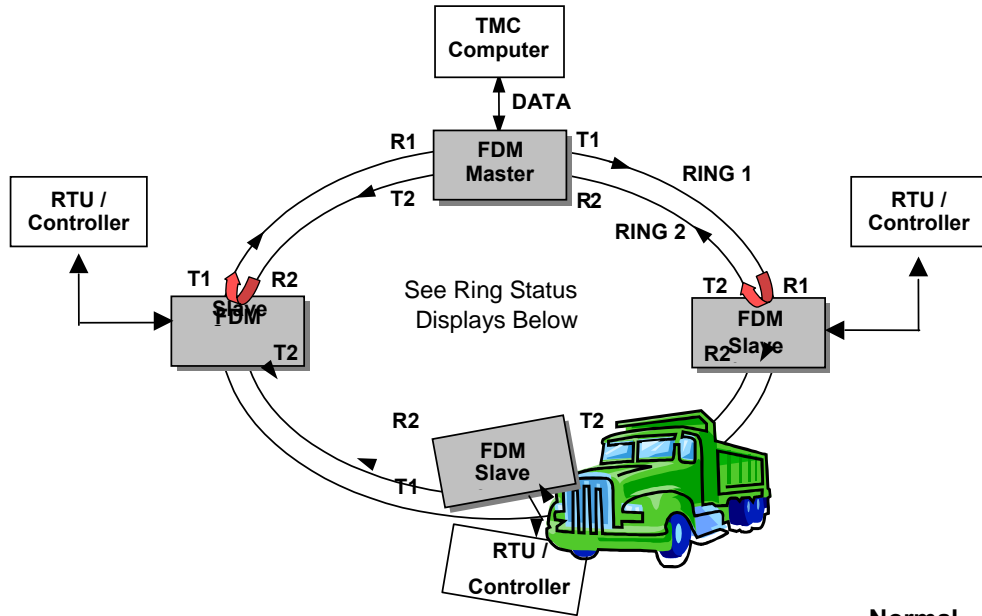 TMC
Computer
DATA
R1
FDM
Master
T1
RING 1
T2
R2
RING 2
RTU /
Controller
RTU /
Controller
T1
R2
T2
R1
See Ring Status
Displays Below
Slave
FDM
T2
FDM
Slave
R2
R2
T2
FDM
Slave
T1
RTU /
Controller
Normal